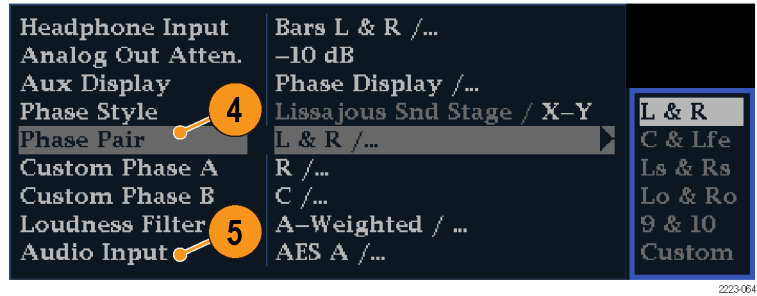 Headphone Input Bars L & R /...
Analog Out Atten. –10 dB
Aux Display Phase Display /...
Phase Style 4 Lissajous Snd Stage / X–Y L & R
Phase Pair L & R /... C & Lfe
Custom Phase A R /... Ls & Rs
Custom Phase B C /... Lo & Ro
Loudness Filter 5 A–Weighted / ... 9 & 10
Audio Input AES A /... Custom
2223-064